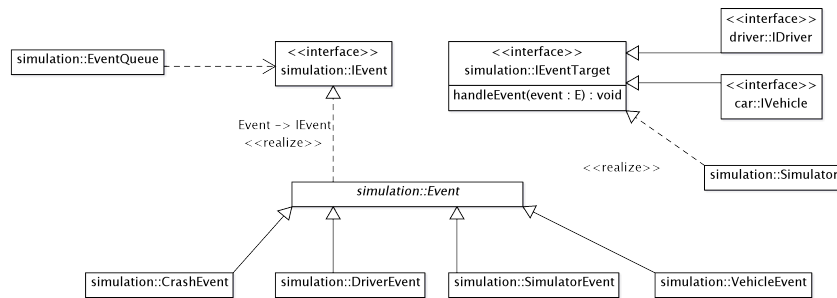 <<interface>>
driver::IDriver
simulation::EventQueue
<<interface>>
simulation::IEvent
<<interface>>
simulation::IEventTarget
handleEvent(event : E) : void
<<interface>>
car::IVehicle
Event -> IEvent
<<realize>>
<<realize>>
simulation::Simulator
simulation::Event
simulation::CrashEvent
simulation::DriverEvent
simulation::SimulatorEvent
simulation::VehicleEvent